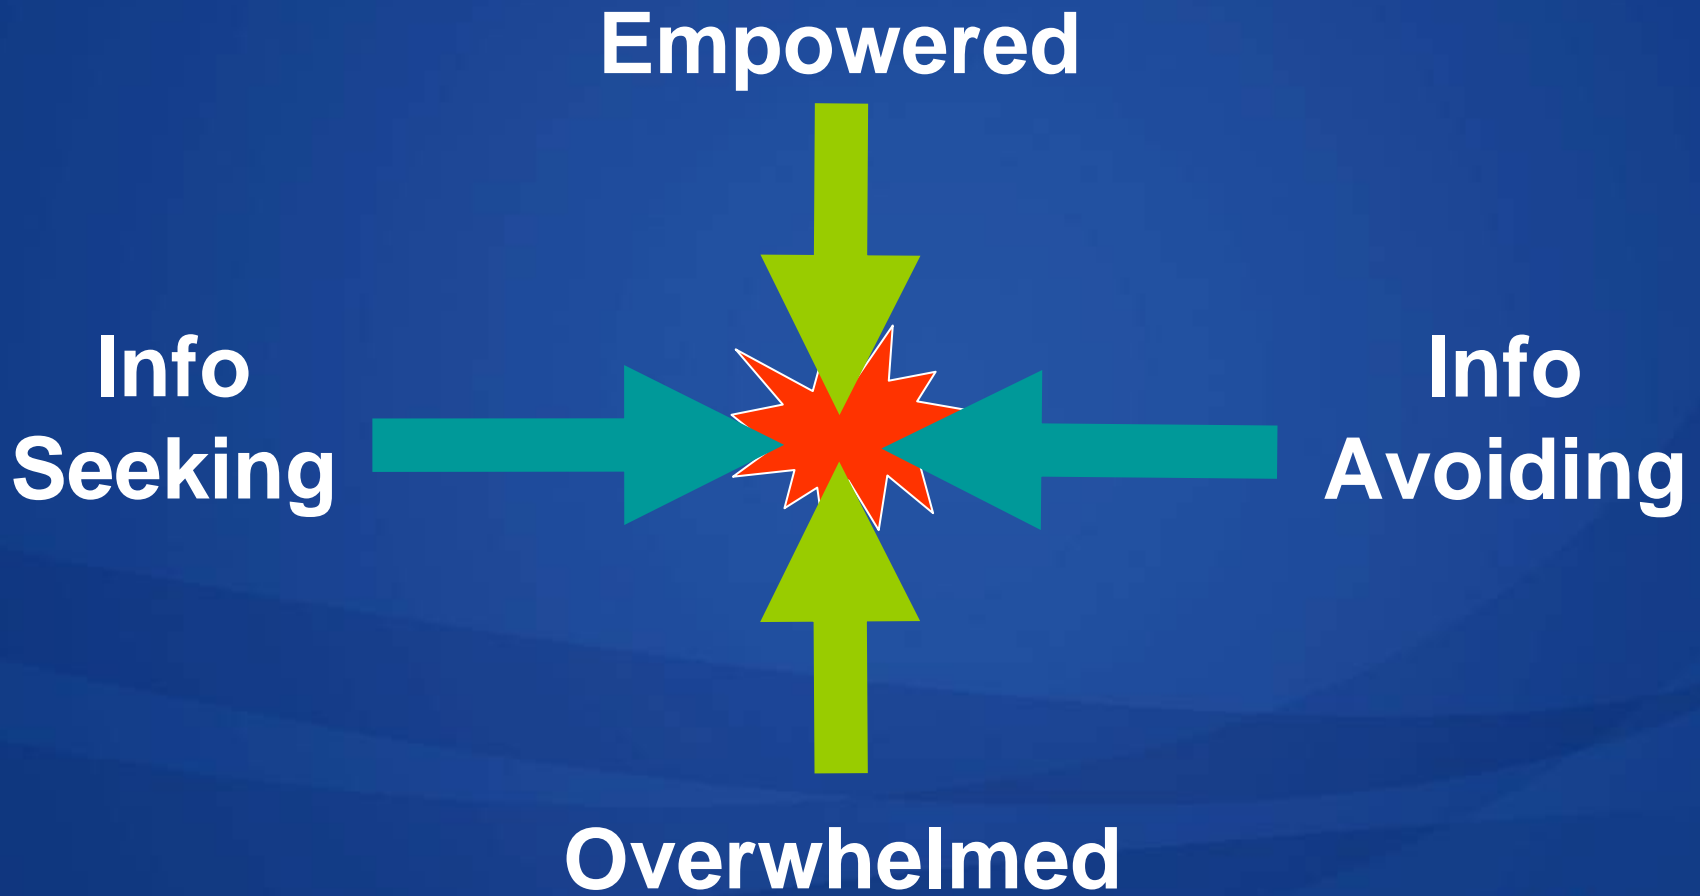 Empowered
Info
Seeking
Info
Avoiding
Overwhelmed